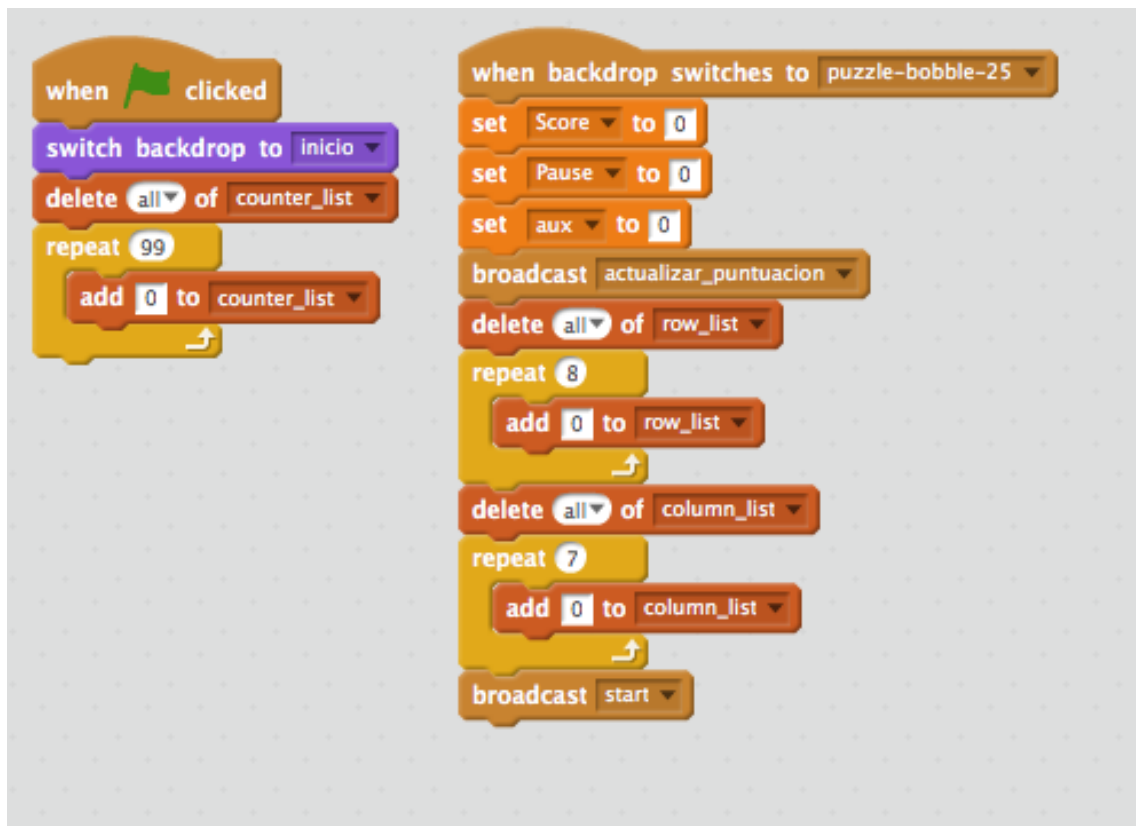 when clicked
switch backdrop to inicio
delete all of counter_list
repeat 99
add 0 to counter_list
when backdrop switches to puzzle-bobble-25
set Score to 0
set Pause to 0
set aux to 0
broadcast actualizar_puntuacion
delete all of row_list
repeat 8
add 0 to row_list
delete all of column_list
repeat 7
add 0 to column_list
broadcast start